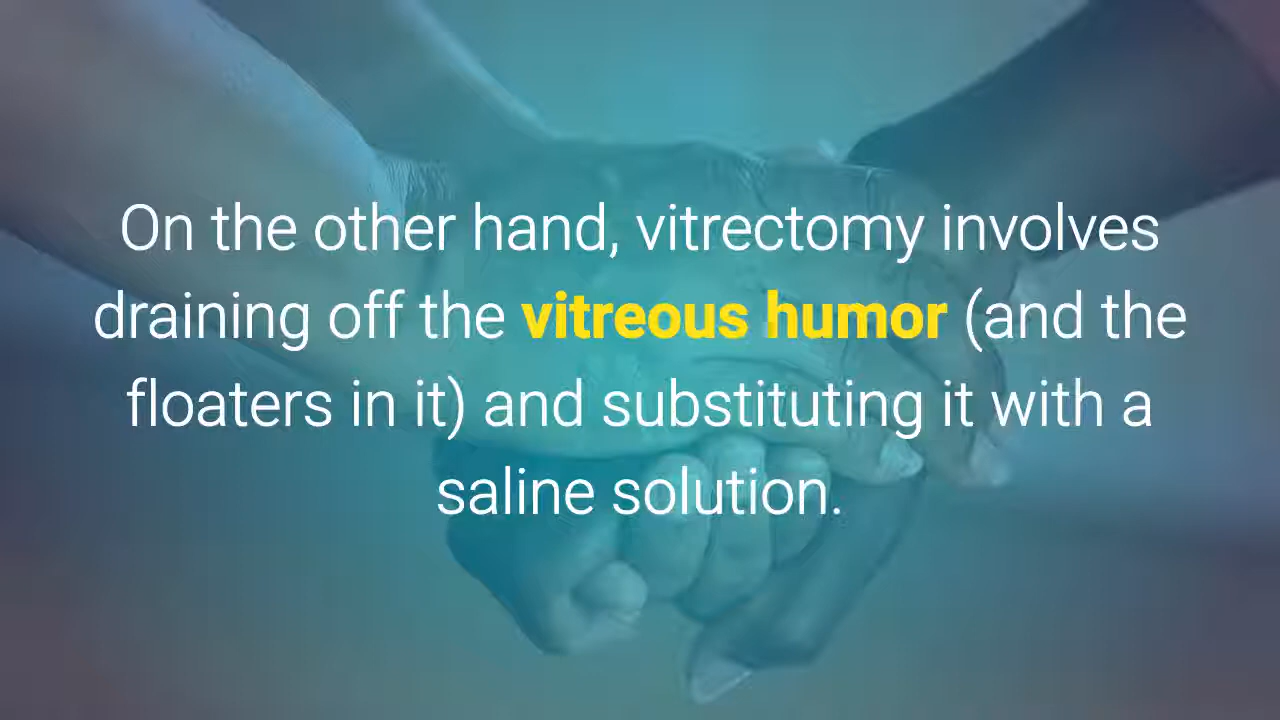 On the other hand, vitrectomy involves
draining off the vitreous humor (and the
floaters in it) and substituting it with a
saline solution.